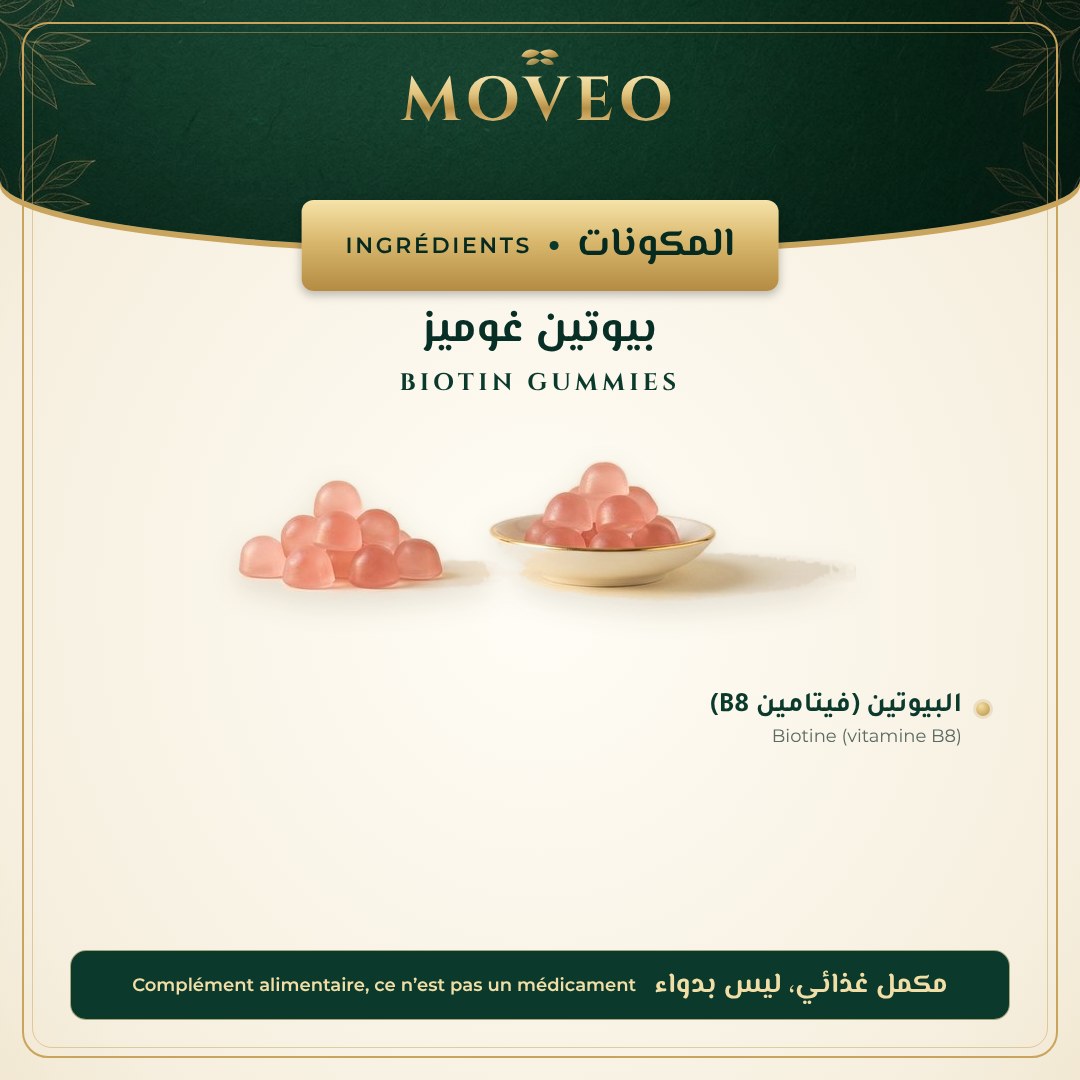 MOVEO
INGRÉDIENTS • المكونات
بيوتين غوميز
BIOTIN GUMMIES
البيوتين (فيتامين B8)
Biotine (vitamine B8)
Complément alimentaire, ce n’est pas un médicament مكمل غذائي، ليس بدواء